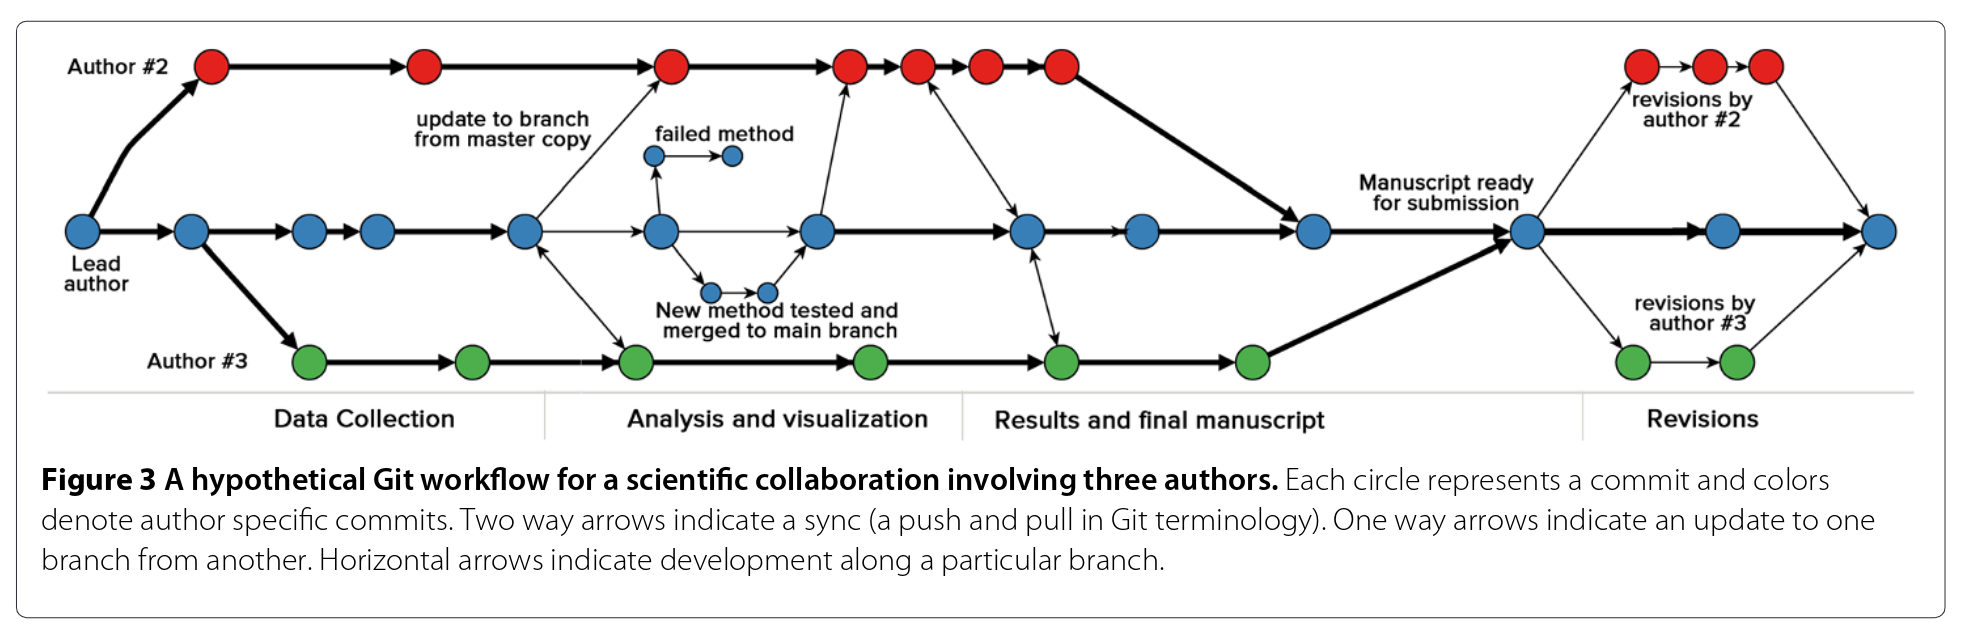 Author #2
update to branch
from master copy
failed method
revisions by
author #2
Manuscript ready
for submission
Lead
author
New method tested and
merged to main branch
revisions by
author #3
Author #3
Data Collection
Analysis and visualization
Results and final manuscript
Revisions
Figure 3 A hypothetical Git workflow for a scientific collaboration involving three authors. Each circle represents a commit and colors
denote author specific commits. Two way arrows indicate a sync (a push and pull in Git terminology). One way arrows indicate an update to one
branch from another. Horizontal arrows indicate development along a particular branch.